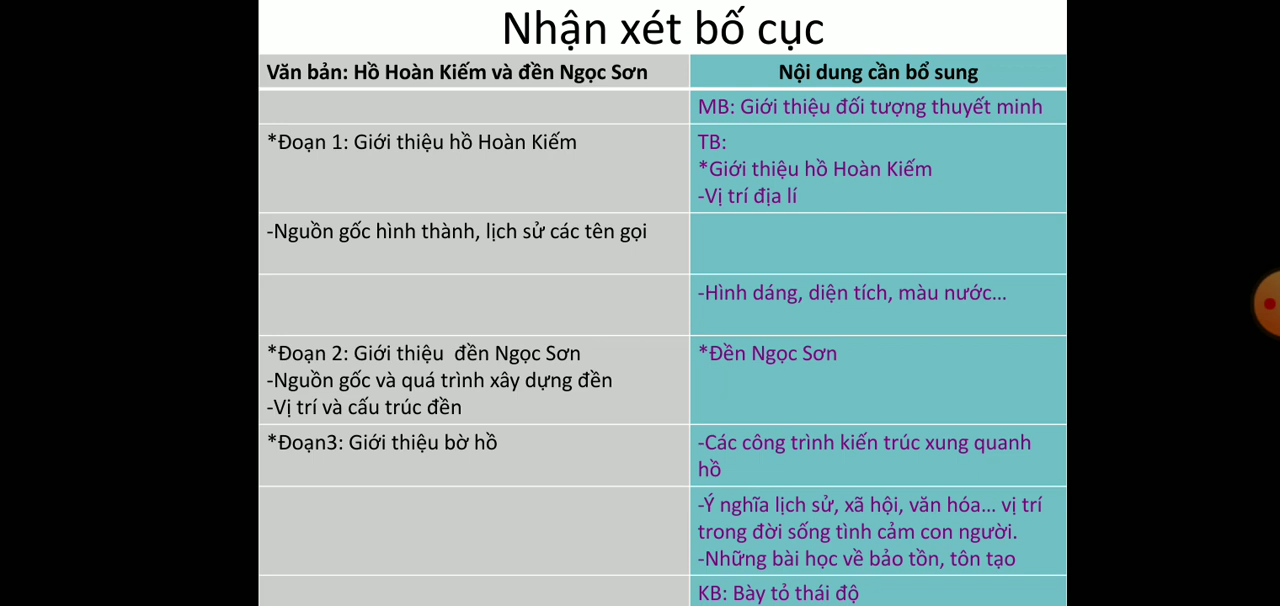 Nhận xét bố cục
Văn bản: Hồ Hoàn Kiếm và đền Ngọc Sơn
Nội dung cần bổ sung
MB: Giới thiệu đối tượng thuyết minh
*Đoạn 1: Giới thiệu hồ Hoàn Kiếm
TB:
*Giới thiệu hồ Hoàn Kiếm
-Vị trí địa lí
-Nguồn gốc hình thành, lịch sử các tên gọi
-Hình dáng, diện tích, màu nước...
*Đoạn 2: Giới thiệu  đền Ngọc Sơn
-Nguồn gốc và quá trình xây dựng đền
-Vị trí và cấu trúc đền
*Đền Ngọc Sơn
*Đoạn3: Giới thiệu bờ hồ
-Các công trình kiến trúc xung quanh
hồ
-Ý nghĩa lịch sử, xã hội, văn hóa... vị trí
trong đời sống tình cảm con người.
-Những bài học về bảo tồn, tôn tạo
KB: Bày tỏ thái độ